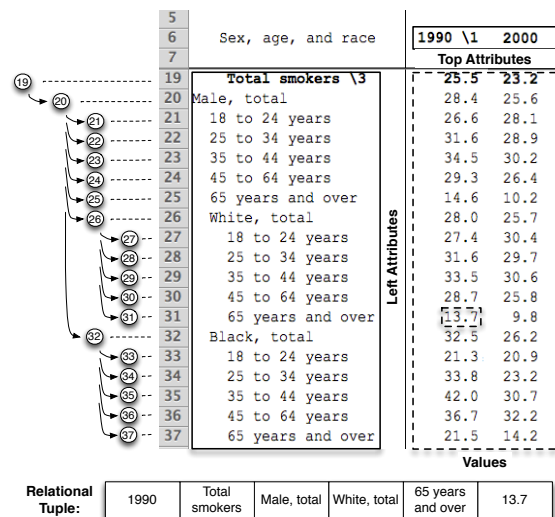 5
6 Sex, age, and race 1990 \1 2000
7 Top Attributes
19 19 Total smokers \3 25.5 23.2
20 20 Male, total 28.4 25.6
21 21 18 to 24 years 26.6 28.1
22 22 25 to 34 years 31.6 28.9
23 23 35 to 44 years 34.5 30.2
24 24 45 to 64 years 29.3 26.4
25 25 65 years and over 14.6 10.2
26 26 White, total 28.0 25.7
27 27 18 to 24 years 27.4 30.4
28 28 25 to 34 years 31.6 29.7
29 29 35 to 44 years 33.5 30.6
30 30 45 to 64 years 28.7 25.8
31 31 65 years and over 13.7 9.8
32 32 Black, total 32.5 26.2
33 33 18 to 24 years 21.3 20.9
34 34 25 to 34 years 33.8 23.2
35 35 35 to 44 years 42.0 30.7
36 36 45 to 64 years 36.7 32.2
37 37 65 years and over 21.5 14.2
Left Attributes
Values
Relational Tuple: 1990 Total smokers Male, total White, total 65 years and over 13.7